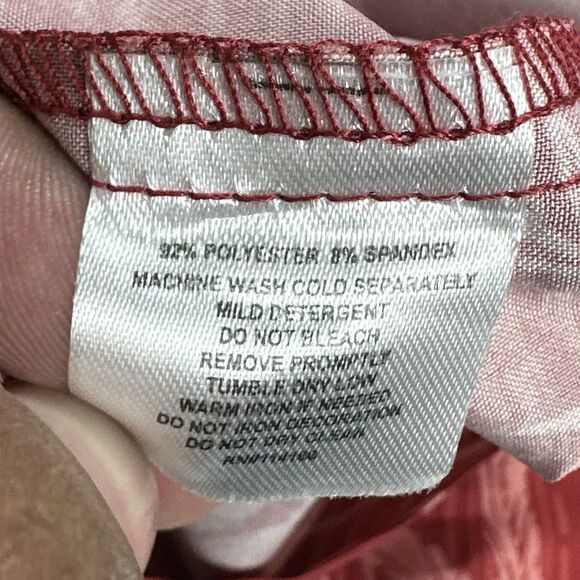 92% POLYESTER 8% SPANDEX
MACHINE WASH COLD SEPARATELY
MILD DETERGENT
DO NOT BLEACH
REMOVE PROMPTLY
TUMBLE DRY LOW
WARM IRON IF NEEDED
DO NOT IRON DECORATION
DO NOT DRY CLEAN